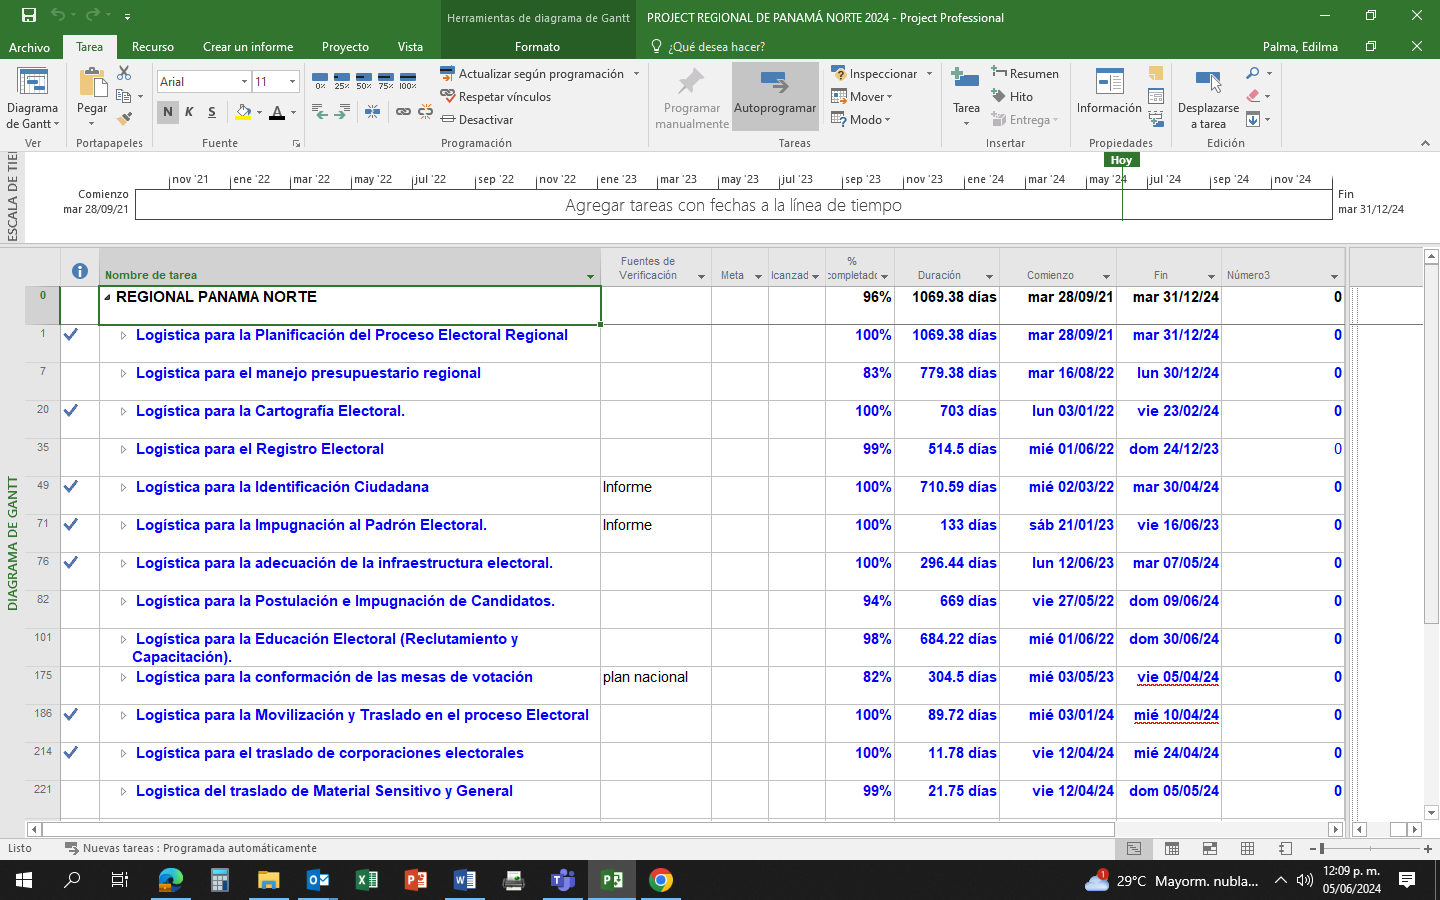 Herramientas de diagrama de Gantt
PROJECT REGIONAL DE PANAMÁ NORTE 2024 - Project Professional
Archivo
Tarea
Recurso
Crear un informe
Proyecto
Vista
Formato
¿Qué desea hacer?
Palma, Edilma
Diagrama
de Gantt
Ver
Pegar
Portapapeles
Arial
11
N K S
A
Fuente
0% 25% 50% 75% 100%
Actualizar según programación
Respetar vínculos
Desactivar
Programación
Programar
manualmente
Autoprogramar
Inspeccionar
Mover
Modo
Tareas
Tarea
Resumen
Hito
Entrega
Insertar
Información
Propiedades
Desplazarse
a tarea
Edición
ESCALA DE TIE
Hoy
nov '21 ene '22 mar '22 may '22 jul '22 sep '22 nov '22 ene '23 mar '23 may '23 jul '23 sep '23 nov '23 ene '24 mar '24 may '24 jul '24 sep '24 nov '24
Comienzo
mar 28/09/21
Agregar tareas con fechas a la línea de tiempo
Fin
mar 31/12/24
DIAGRAMA DE GANTT
Nombre de tarea
Fuentes de
Verificación
Meta
lcanzad
%
completado
Duración
Comienzo
Fin
Número3
0 REGIONAL PANAMA NORTE 96% 1069.38 días mar 28/09/21 mar 31/12/24 0
1 Logistica para la Planificación del Proceso Electoral Regional 100% 1069.38 días mar 28/09/21 mar 31/12/24 0
7 Logistica para el manejo presupuestario regional 83% 779.38 días mar 16/08/22 lun 30/12/24 0
20 Logística para la Cartografía Electoral. 100% 703 días lun 03/01/22 vie 23/02/24 0
35 Logistica para el Registro Electoral 99% 514.5 días mié 01/06/22 dom 24/12/23 0
49 Logística para la Identificación Ciudadana Informe 100% 710.59 días mié 02/03/22 mar 30/04/24 0
71 Logística para la Impugnación al Padrón Electoral. Informe 100% 133 días sáb 21/01/23 vie 16/06/23 0
76 Logística para la adecuación de la infraestructura electoral. 100% 296.44 días lun 12/06/23 mar 07/05/24 0
82 Logística para la Postulación e Impugnación de Candidatos. 94% 669 días vie 27/05/22 dom 09/06/24 0
101 Logística para la Educación Electoral (Reclutamiento y 98% 684.22 días mié 01/06/22 dom 30/06/24 0
Capacitación).
175 Logística para la conformación de las mesas de votación plan nacional 82% 304.5 días mié 03/05/23 vie 05/04/24 0
186 Logistica para la Movilización y Traslado en el proceso Electoral 100% 89.72 días mié 03/01/24 mié 10/04/24 0
214 Logística para el traslado de corporaciones electorales 100% 11.78 días vie 12/04/24 mié 24/04/24 0
221 Logistica del traslado de Material Sensitivo y General 99% 21.75 días vie 12/04/24 dom 05/05/24 0
Listo
Nuevas tareas : Programada automáticamente
1
29°C Mayorm. nubla...
12:09 p. m.
05/06/2024